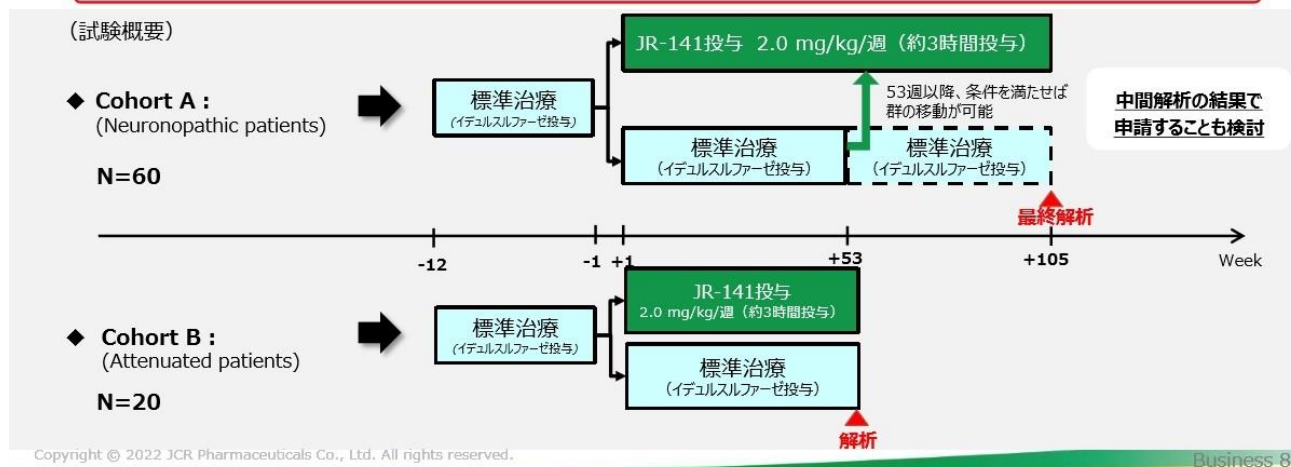 （試験概要）
JR-141投与 2.0 mg/kg/週（約3時間投与）
◆ Cohort A :
(Neuronopathic patients)
N=60
標準治療
(イデュルスルファーゼ投与)
53週以降、条件を満たせば
群の移動が可能
標準治療
（イデュルスルファーゼ投与）
標準治療
（イデュルスルファーゼ投与）
中間解析の結果で
申請することも検討
最終解析
-12
-1
+1
+53
+105
Week
◆ Cohort B :
(Attenuated patients)
N=20
標準治療
(イデュルスルファーゼ投与)
JR-141投与
2.0 mg/kg/週（約3時間投与）
標準治療
（イデュルスルファーゼ投与）
解析
Copyright © 2022 JCR Pharmaceuticals Co., Ltd. All rights reserved.
Business 8